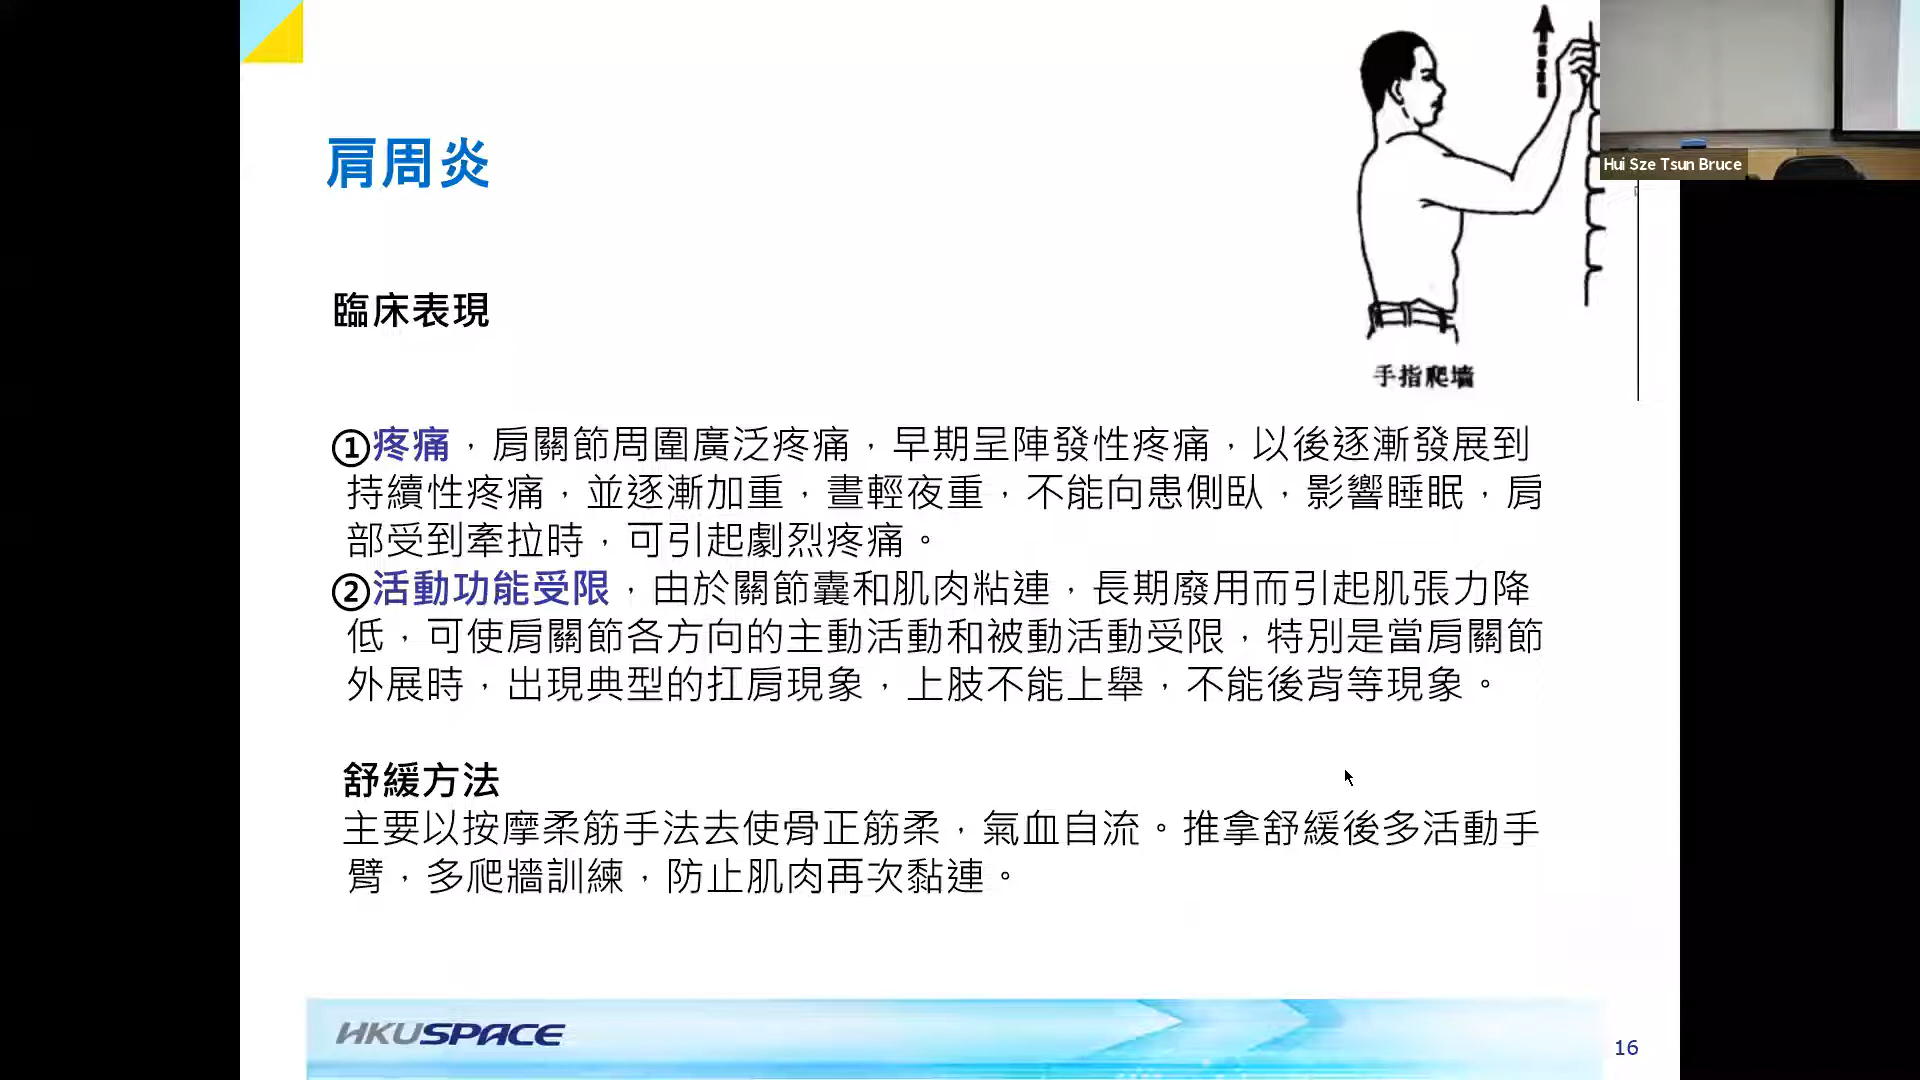 肩周炎
Hui Sze Tsun Bruce
手指爬墙
臨床表現
①疼痛，肩關節周圍廣泛疼痛，早期呈陣發性疼痛，以後逐漸發展到
持續性疼痛，並逐漸加重，晝輕夜重，不能向患側臥，影響睡眠，肩
部受到牽拉時，可引起劇烈疼痛。
②活動功能受限，由於關節囊和肌肉粘連，長期廢用而引起肌張力降
低，可使肩關節各方向的主動活動和被動活動受限，特別是當肩關節
外展時，出現典型的扛肩現象，上肢不能上舉，不能後背等現象。
舒緩方法
主要以按摩柔筋手法去使骨正筋柔，氣血自流。推拿舒緩後多活動手
臂，多爬牆訓練，防止肌肉再次黏連。
HKUSPACE
16